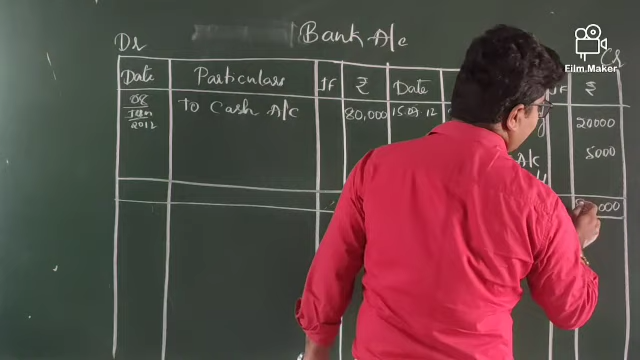 Dr Bank A/c Cr
Date Particulars JF ₹ Date JF ₹
08 Jan 2012 To Cash A/c 80,000 15.03 12 20000
A/c 5000
Film.Maker